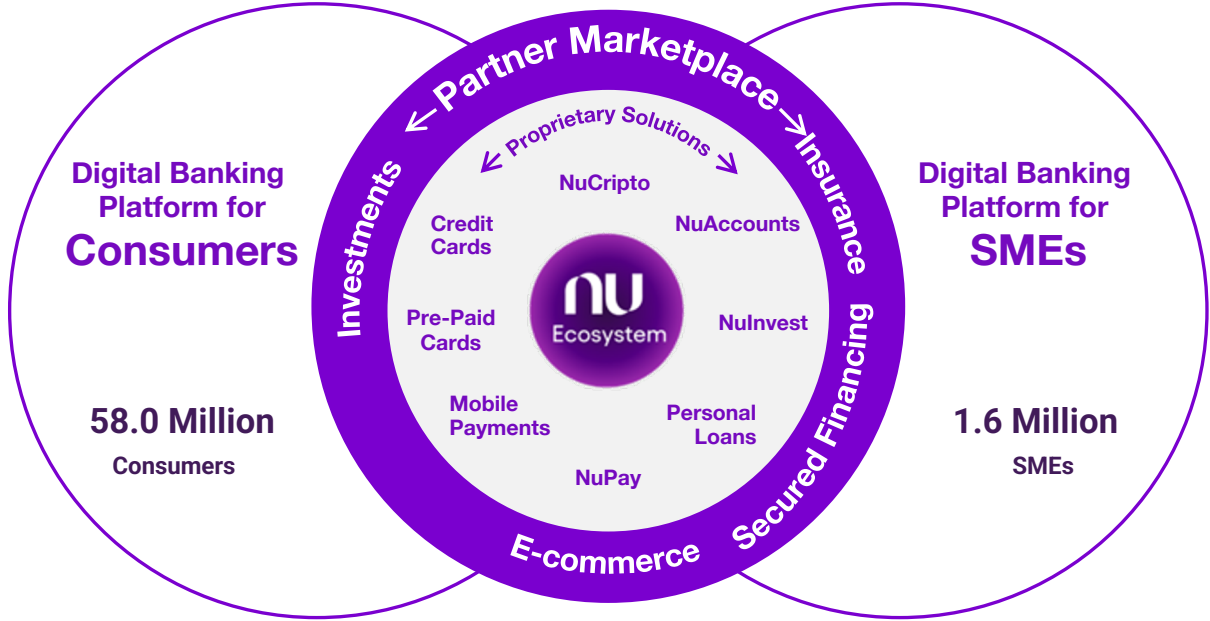 Partner Marketplace
Proprietary Solutions
Digital Banking
Platform for
Consumers
58.0 Million
Consumers
Investments
Insurance
Secured Financing
E-commerce
NuCripto
Credit
Cards
NuAccounts
Pre-Paid
Cards
nu
Ecosystem
NuInvest
Mobile
Payments
Personal
Loans
NuPay
Digital Banking
Platform for
SMEs
1.6 Million
SMEs